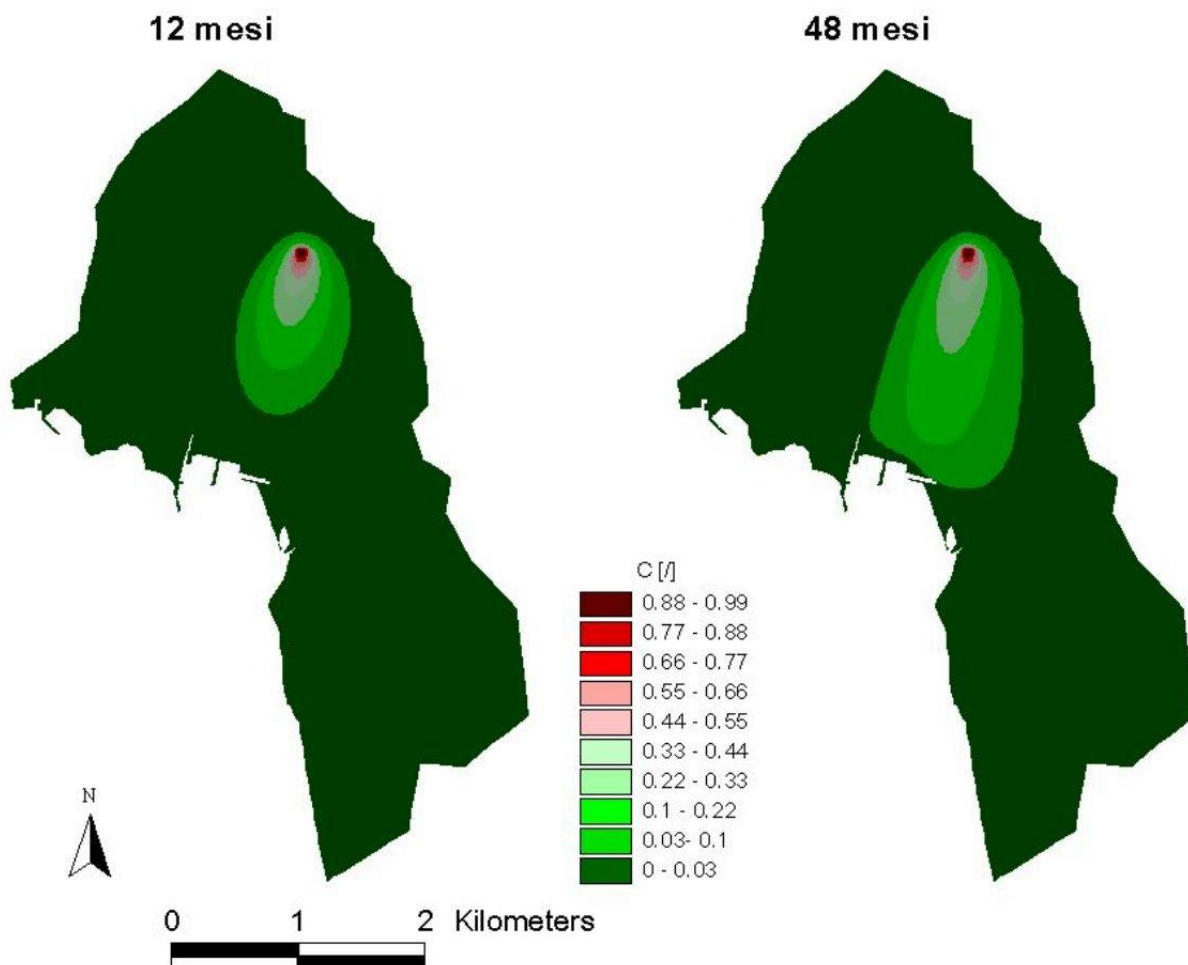 12 mesi
48 mesi
C [/]
0.88 - 0.99
0.77 - 0.88
0.66 - 0.77
0.55 - 0.66
0.44 - 0.55
0.33 - 0.44
0.22 - 0.33
0.1 - 0.22
0.03- 0.1
0 - 0.03
N
0 1 2 Kilometers